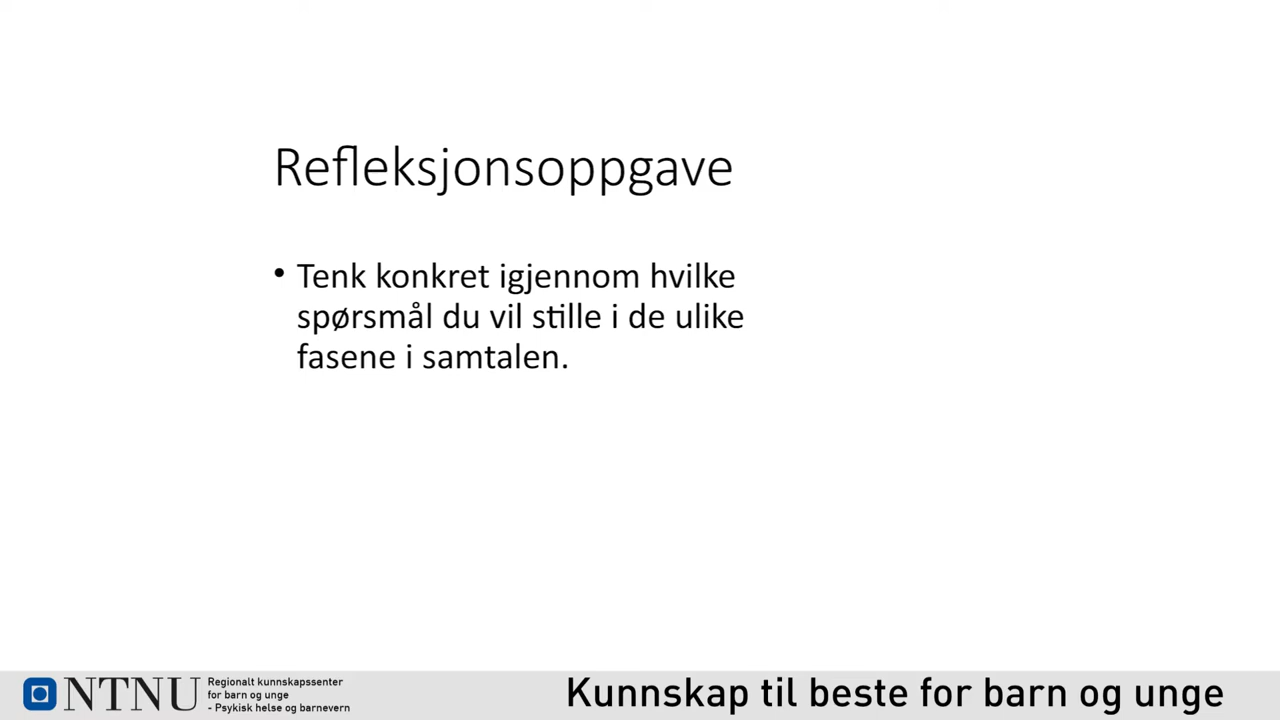 Refleksjonsoppgave
• Tenk konkret igjennom hvilke
spørsmål du vil stille i de ulike
fasene i samtalen.
NTNU
Regionalt kunnskapssenter
for barn og unge
- Psykisk helse og barnevern
Kunnskap til beste for barn og unge